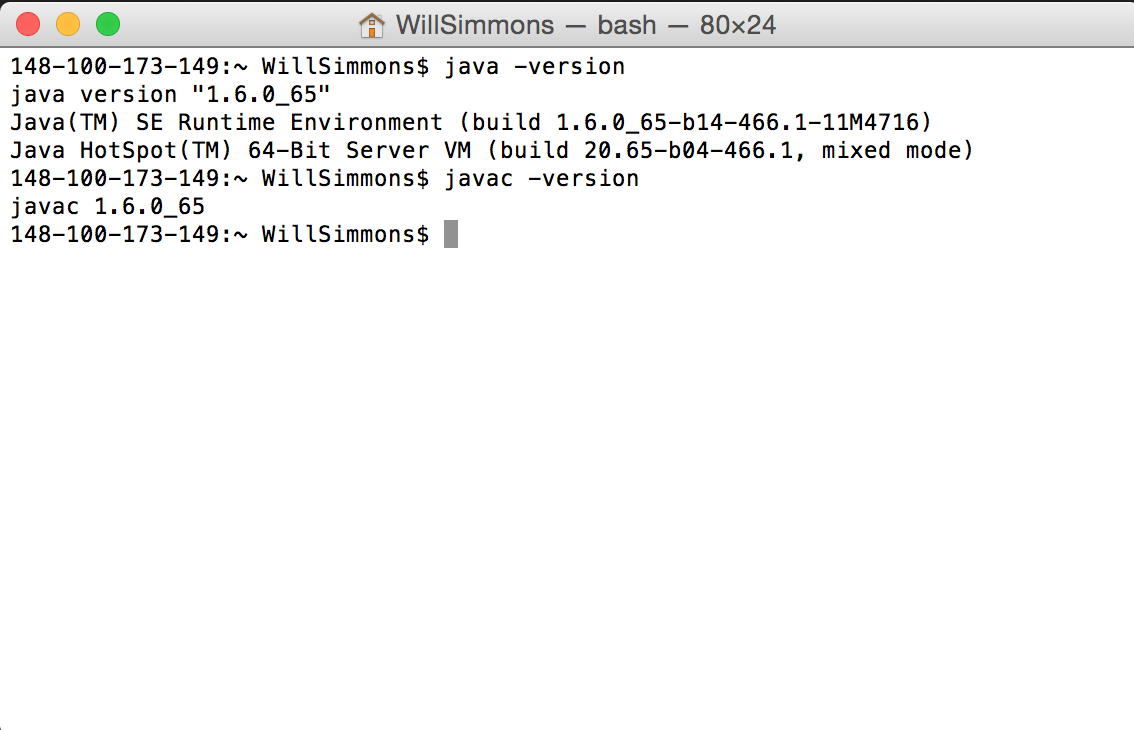 WillSimmons — bash — 80×24
148-100-173-149:~ WillSimmons$ java -version
java version "1.6.0_65"
Java(TM) SE Runtime Environment (build 1.6.0_65-b14-466.1-11M4716)
Java HotSpot(TM) 64-Bit Server VM (build 20.65-b04-466.1, mixed mode)
148-100-173-149:~ WillSimmons$ javac -version
javac 1.6.0_65
148-100-173-149:~ WillSimmons$